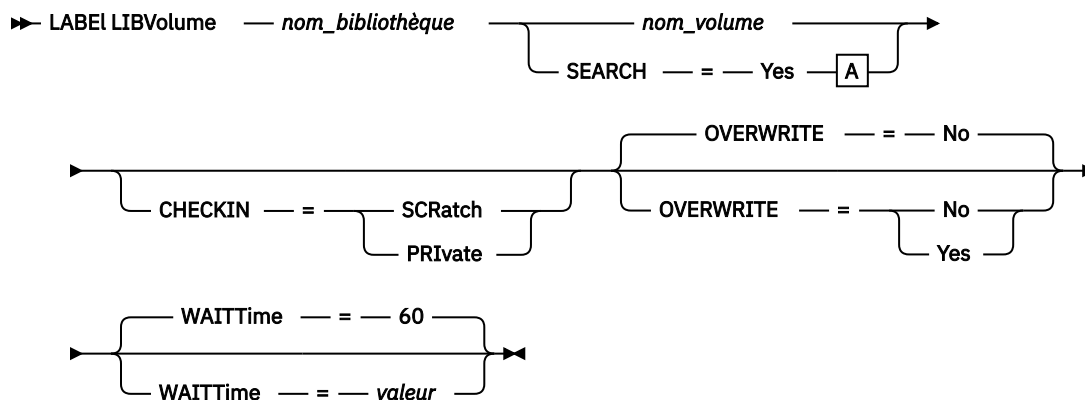 LABEl LIBVolume nom_bibliothèque nom_volume
SEARCH = Yes A
OVERWRITE = No
CHECKIN = SCRatch OVERWRITE = No
PRIvate Yes
WAITTime = 60
WAITTime = valeur